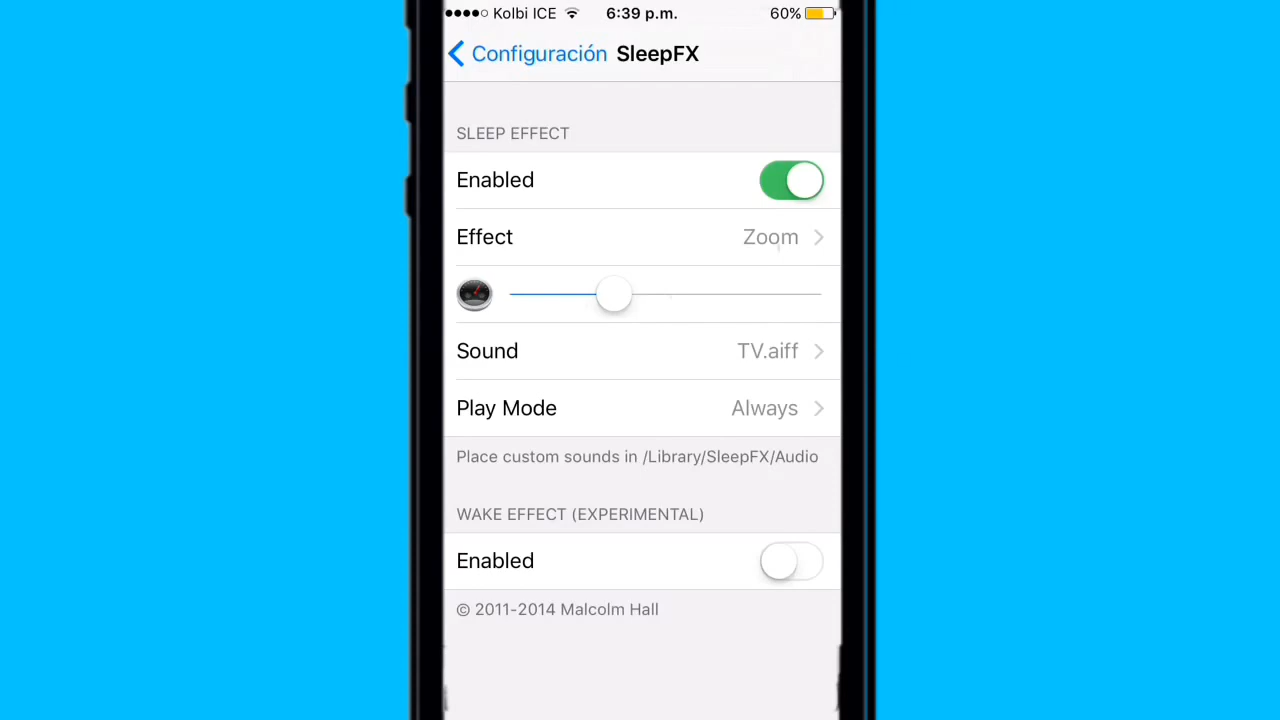 Kolbi ICE 6:39 p.m. 60%
Configuración SleepFX
SLEEP EFFECT
Enabled
Effect Zoom
Sound TV.aiff
Play Mode Always
Place custom sounds in /Library/SleepFX/Audio
WAKE EFFECT (EXPERIMENTAL)
Enabled
© 2011-2014 Malcolm Hall